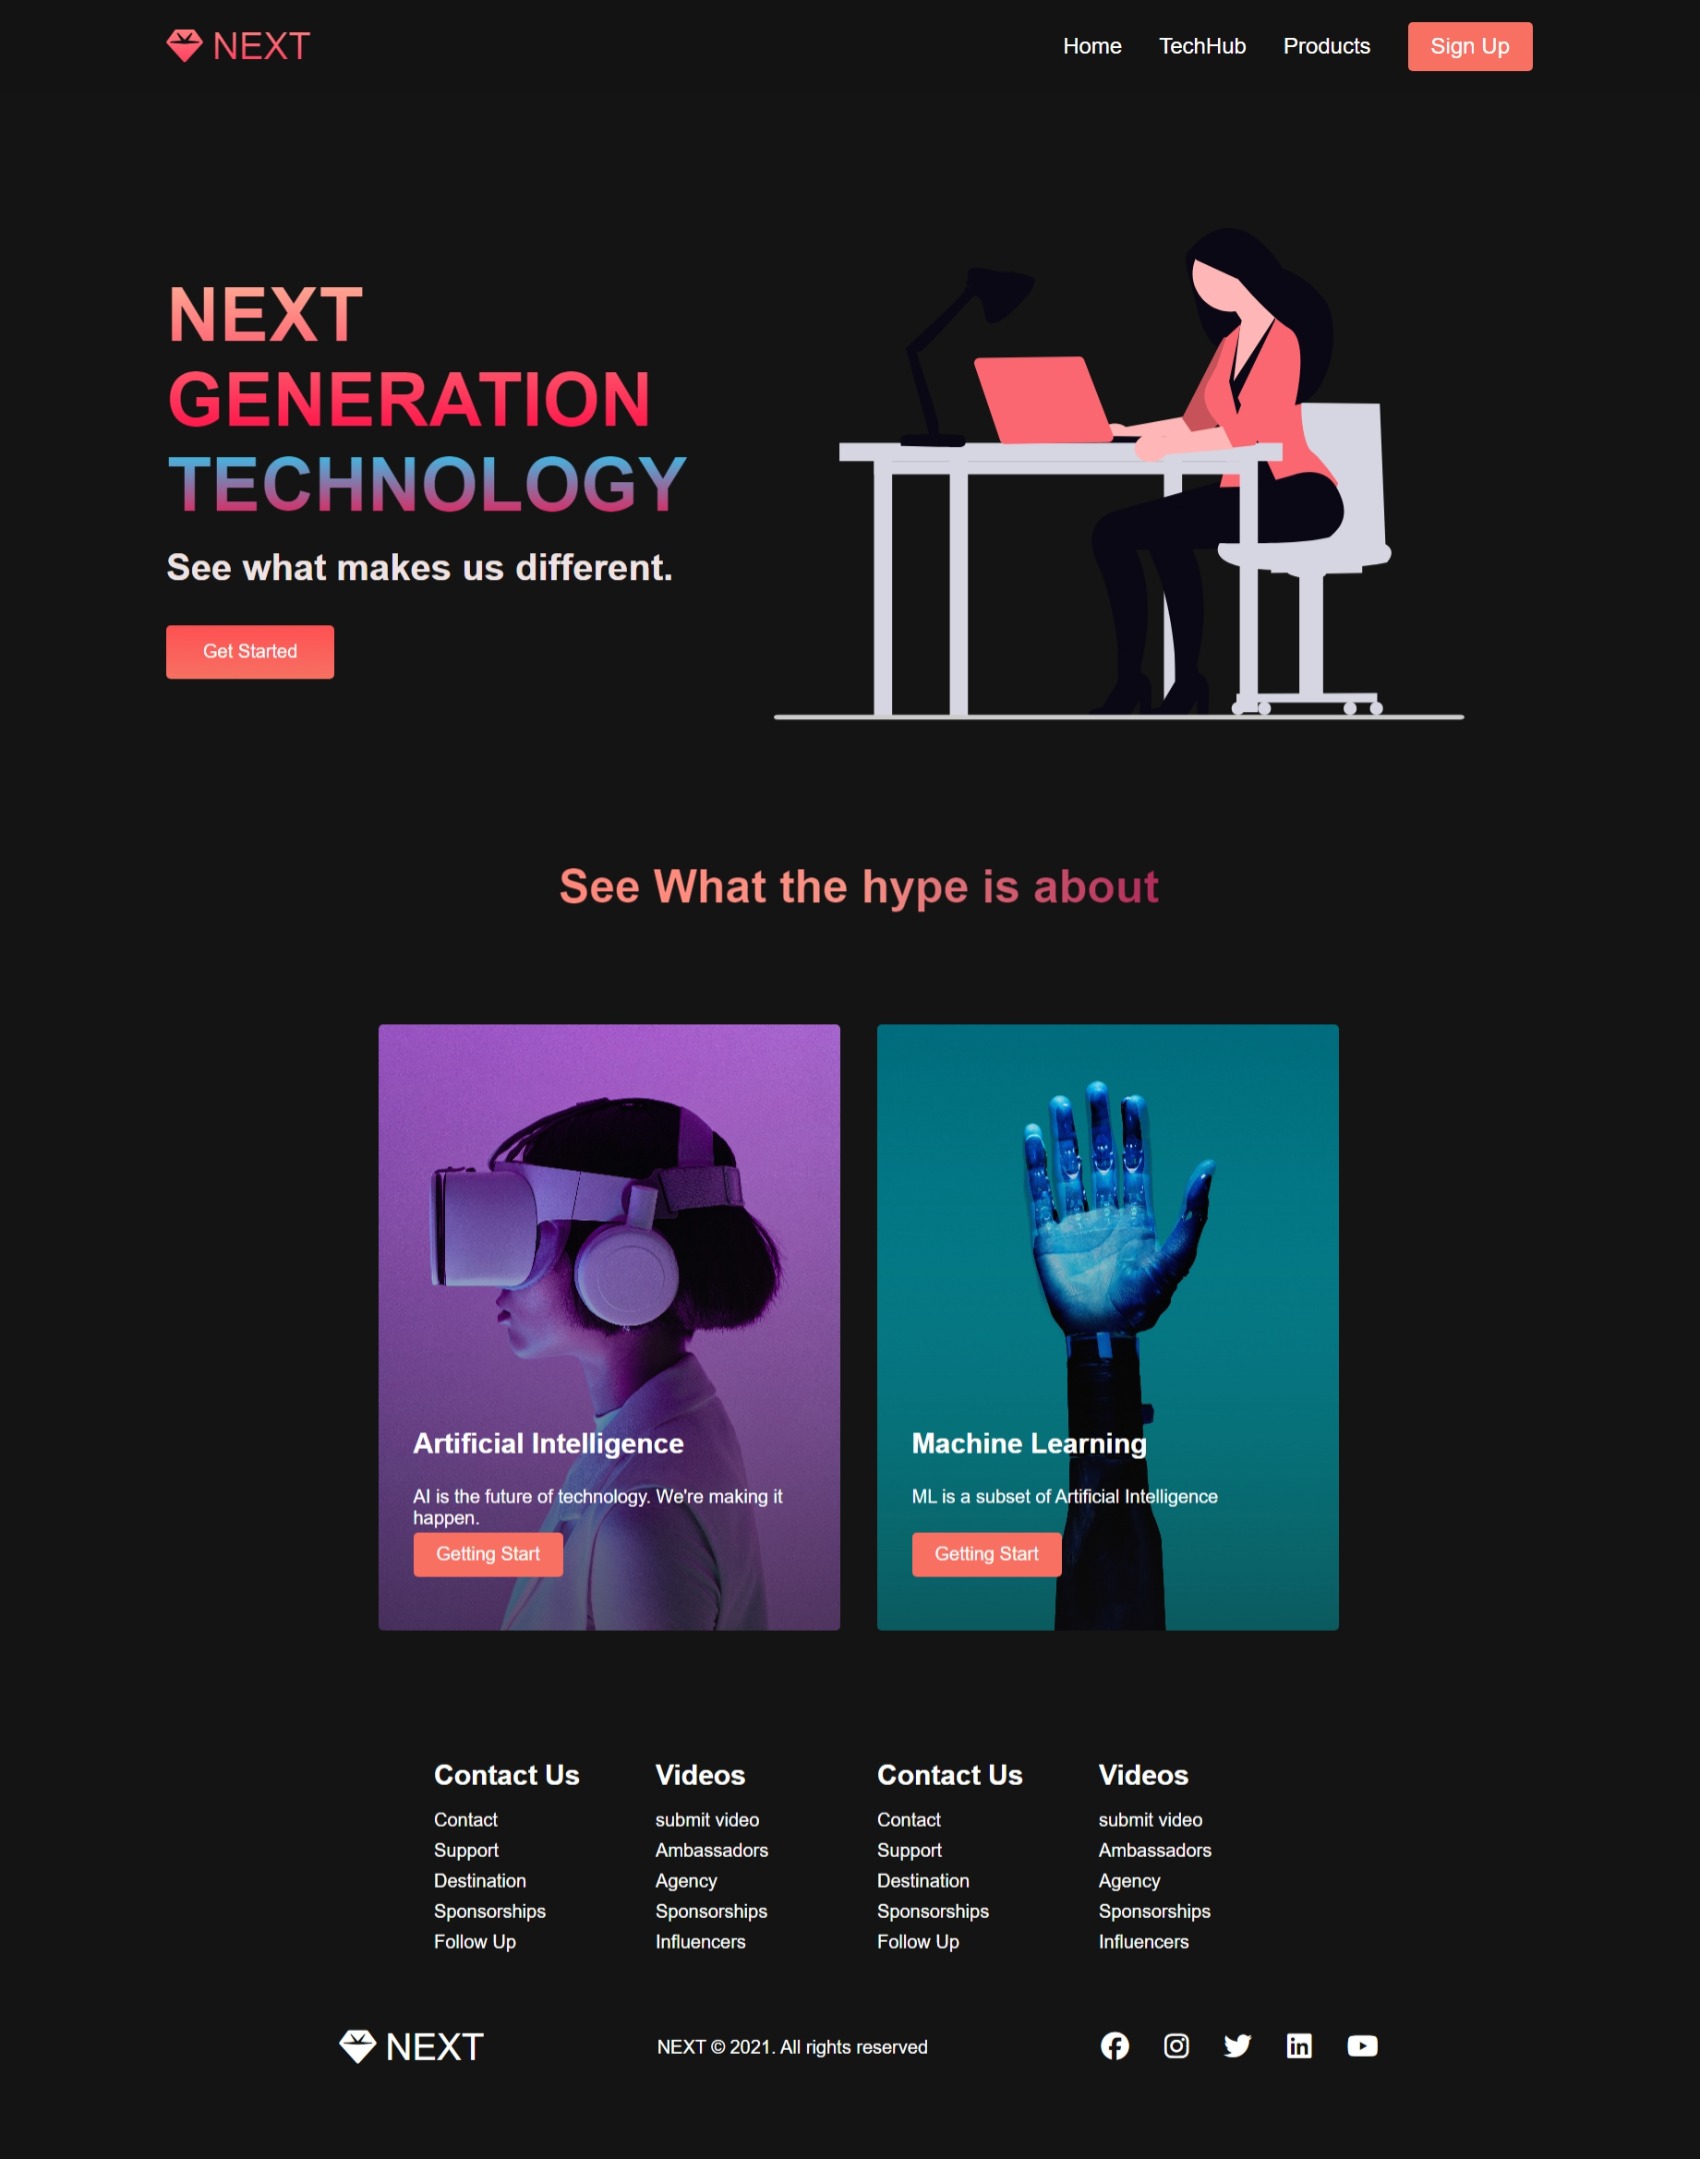 NEXT
Home
TechHub
Products
Sign Up
NEXT
GENERATION
TECHNOLOGY
See what makes us different.
Get Started
See What the hype is about
Artificial Intelligence
AI is the future of technology. We're making it
happen.
Getting Start
Machine Learning
ML is a subset of Artificial Intelligence
Getting Start
Contact Us
Contact
Support
Destination
Sponsorships
Follow Up
Videos
submit video
Ambassadors
Agency
Sponsorships
Influencers
Contact Us
Contact
Support
Destination
Sponsorships
Follow Up
Videos
submit video
Ambassadors
Agency
Sponsorships
Influencers
NEXT
NEXT © 2021. All rights reserved